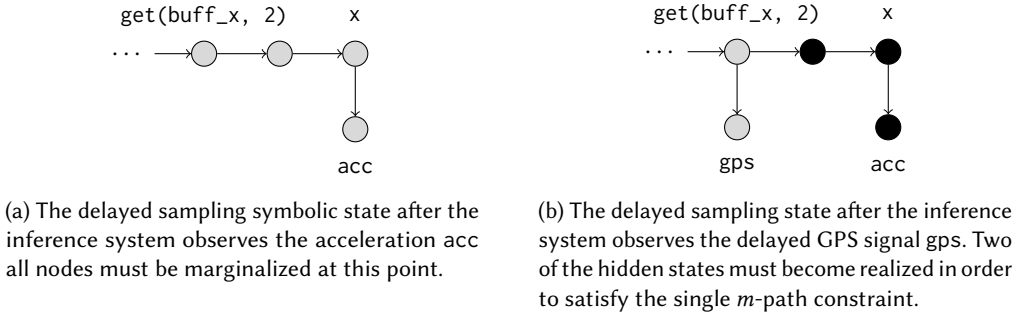 get(buff_x, 2)
x
...
acc
(a) The delayed sampling symbolic state after the
inference system observes the acceleration acc
all nodes must be marginalized at this point.
get(buff_x, 2)
x
...
gps
acc
(b) The delayed sampling state after the inference
system observes the delayed GPS signal gps. Two
of the hidden states must become realized in order
to satisfy the single m-path constraint.